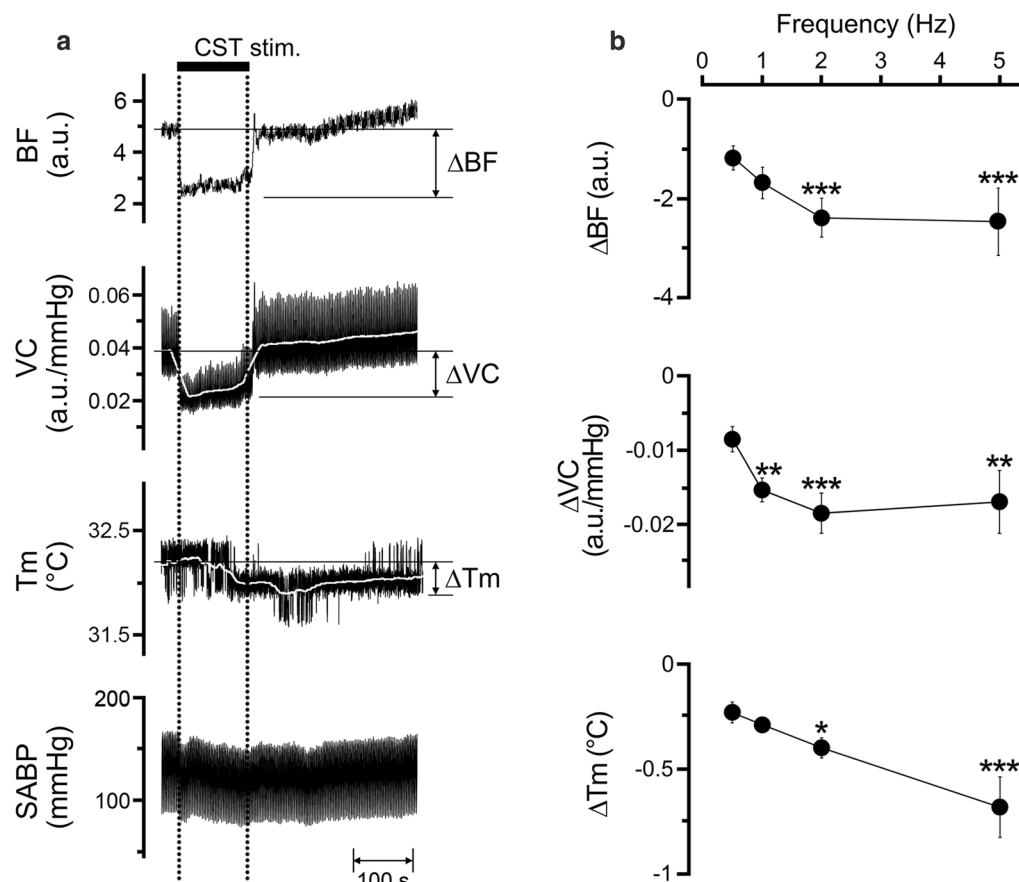 a
CST stim.
BF
(a.u.)
6
4
2
ΔBF
VC
(a.u./mmHg)
0.06
0.04
0.02
ΔVC
Tm
(°C)
32.5
31.5
ΔTm
SABP
(mmHg)
200
100
100 s
b
Frequency (Hz)
0 1 2 3 4 5
ΔBF (a.u.)
0
-2
-4
***
***
ΔVC
(a.u./mmHg)
0
-0.01
-0.02
**
***
**
ΔTm (°C)
0
-0.5
-1
*
***